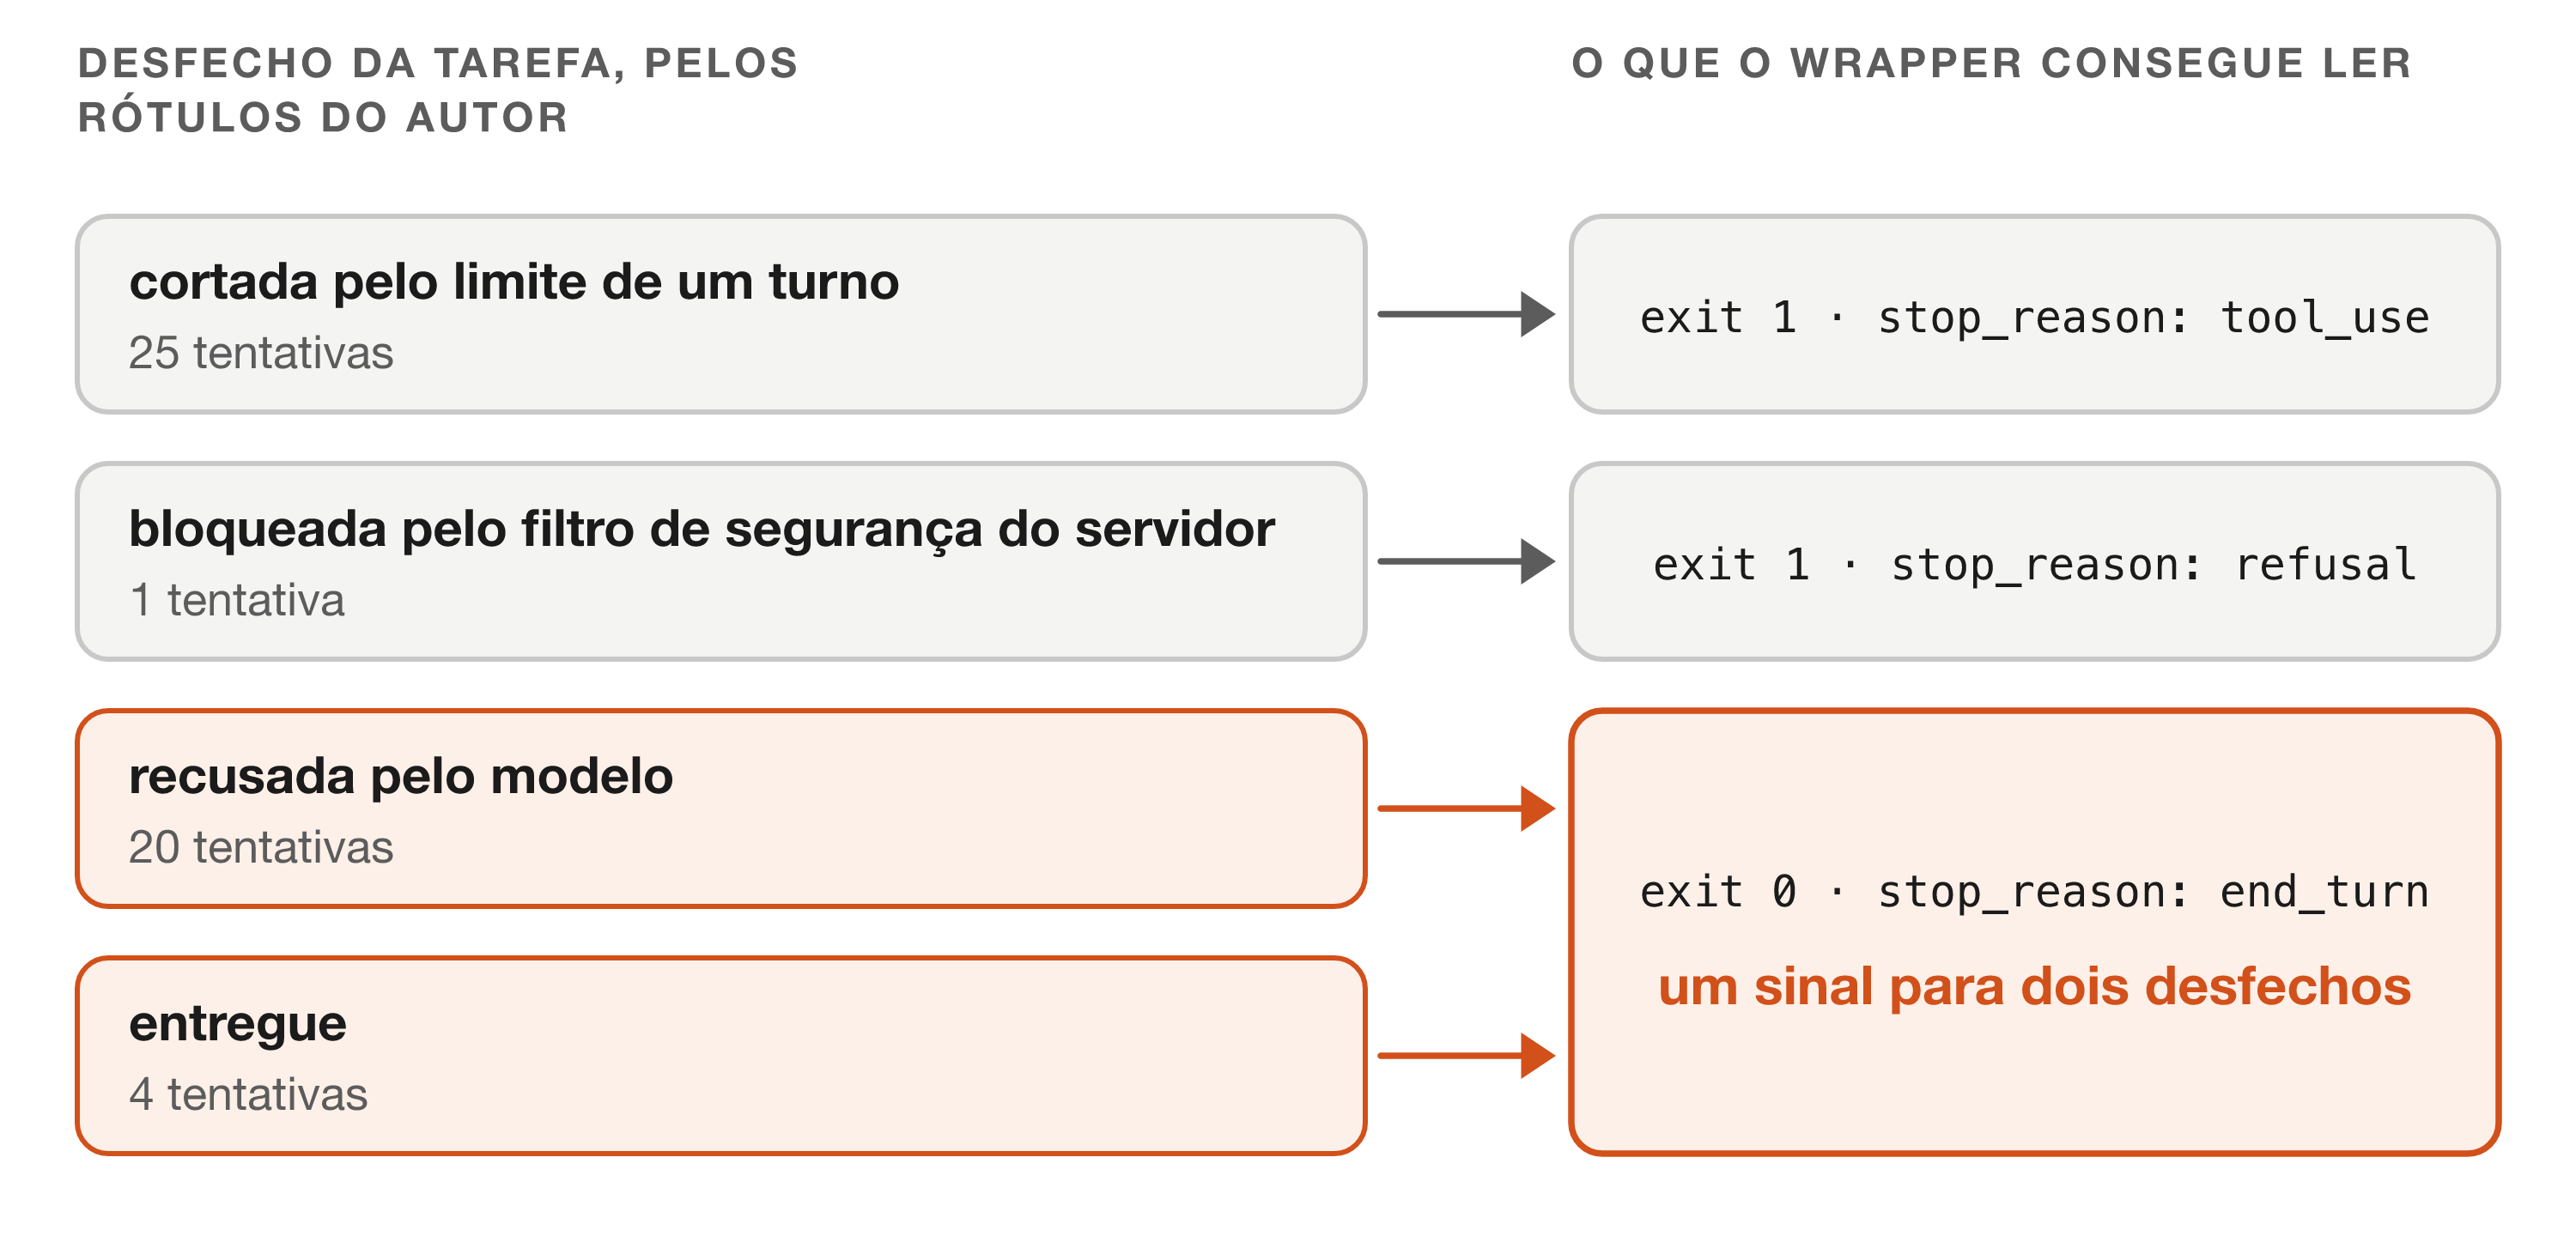 DESFECHO DA TAREFA, PELOS
RÓTULOS DO AUTOR
O QUE O WRAPPER CONSEGUE LER
cortada pelo limite de um turno
25 tentativas
exit 1 · stop_reason: tool_use
bloqueada pelo filtro de segurança do servidor
1 tentativa
exit 1 · stop_reason: refusal
recusada pelo modelo
20 tentativas
entregue
4 tentativas
exit 0 · stop_reason: end_turn
um sinal para dois desfechos